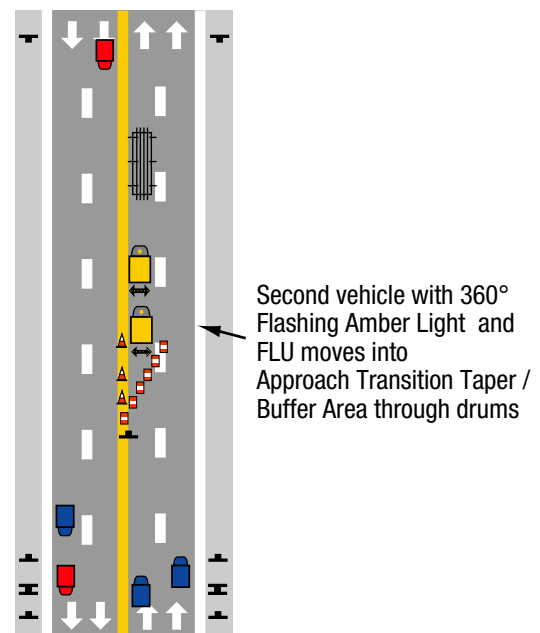 Second vehicle with 360°
Flashing Amber Light and
FLU moves into
Approach Transition Taper /
Buffer Area through drums